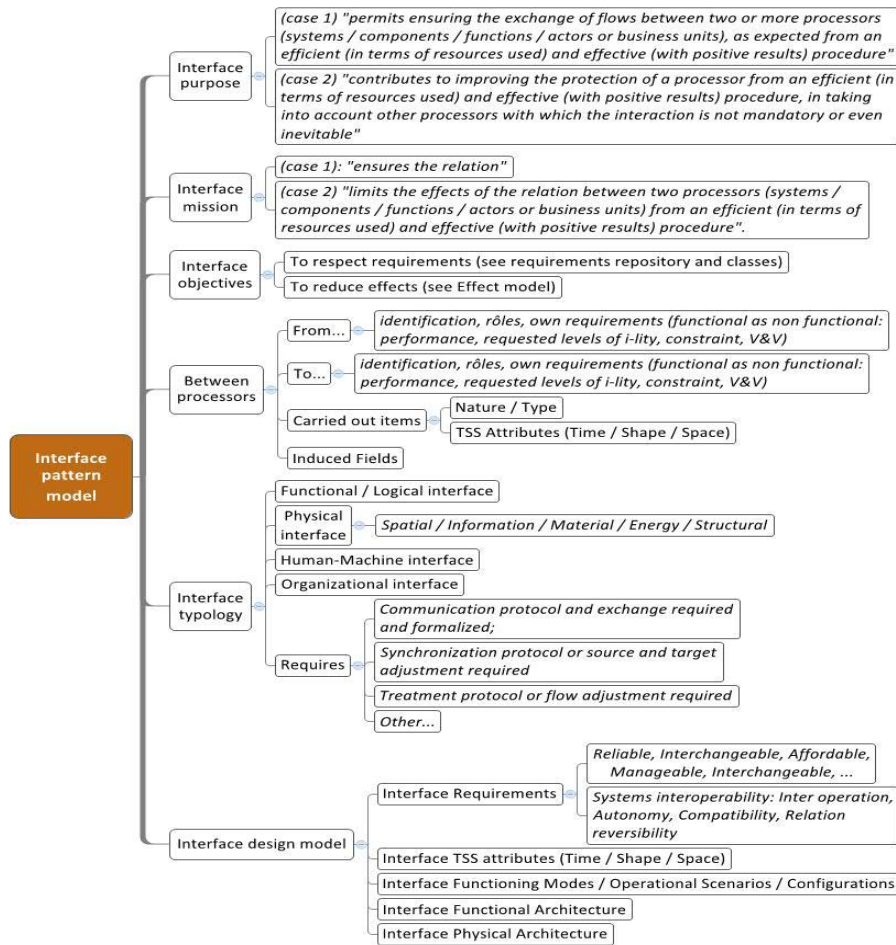 (case 1) "permits ensuring the exchange of flows between two or more processors
(systems / components / functions / actors or business units), as expected from an
efficient (in terms of resources used) and effective (with positive results) procedure"
Interface
purpose
(case 2) "contributes to improving the protection of a processor from an efficient (in
terms of resources used) and effective (with positive results) procedure, in taking
into account other processors with which the interaction is not mandatory or even
inevitable"
(case 1): "ensures the relation"
Interface
mission
(case 2) "limits the effects of the relation between two processors (systems /
components / functions / actors or business units) from an efficient (in terms of
resources used) and effective (with positive results) procedure".
Interface
objectives
To respect requirements (see requirements repository and classes)
To reduce effects (see Effect model)
Between
processors
From...
identification, rôles, own requirements (functional as non functional:
performance, requested levels of i-lity, constraint, V&V)
To...
identification, rôles, own requirements (functional as non functional:
performance, requested levels of i-lity, constraint, V&V)
Carried out items
Nature / Type
TSS Attributes (Time / Shape / Space)
Induced Fields
Interface
pattern
model
Interface
typology
Functional / Logical interface
Physical
interface
Spatial / Information / Material / Energy / Structural
Human-Machine interface
Organizational interface
Requires
Communication protocol and exchange required
and formalized;
Synchronization protocol or source and target
adjustment required
Treatment protocol or flow adjustment required
Other...
Interface design model
Interface Requirements
Reliable, Interchangeable, Affordable,
Manageable, Interchangeable, ...
Systems interoperability: Inter operation,
Autonomy, Compatibility, Relation
reversibility
Interface TSS attributes (Time / Shape / Space)
Interface Functioning Modes / Operational Scenarios / Configurations
Interface Functional Architecture
Interface Physical Architecture